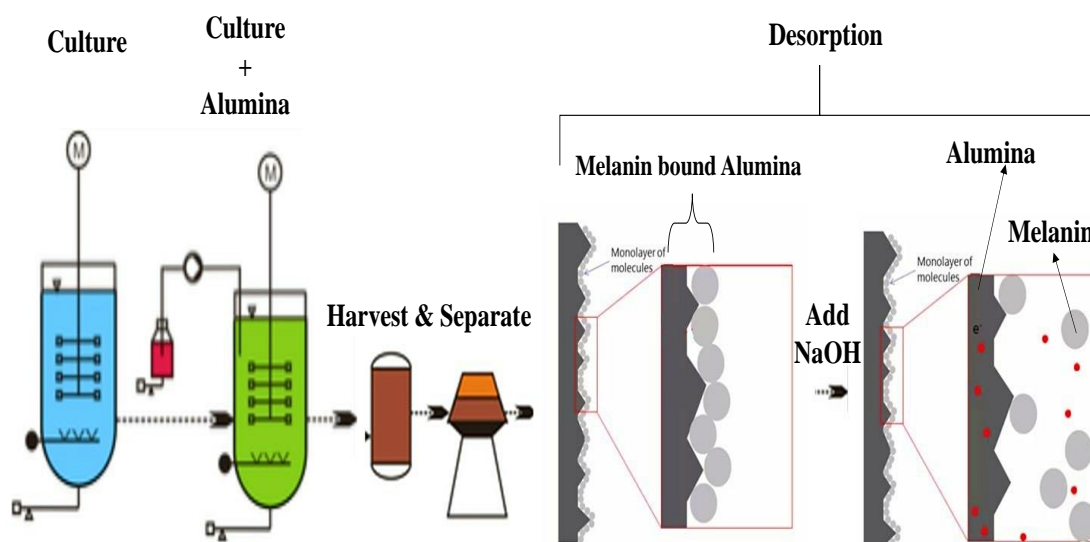 Culture
Culture
+
Alumina
M
M
Harvest & Separate
Desorption
Melanin bound Alumina
Monolayer of
molecules
Add
NaOH
Alumina
Melanin
Monolayer of
molecules
e⁻